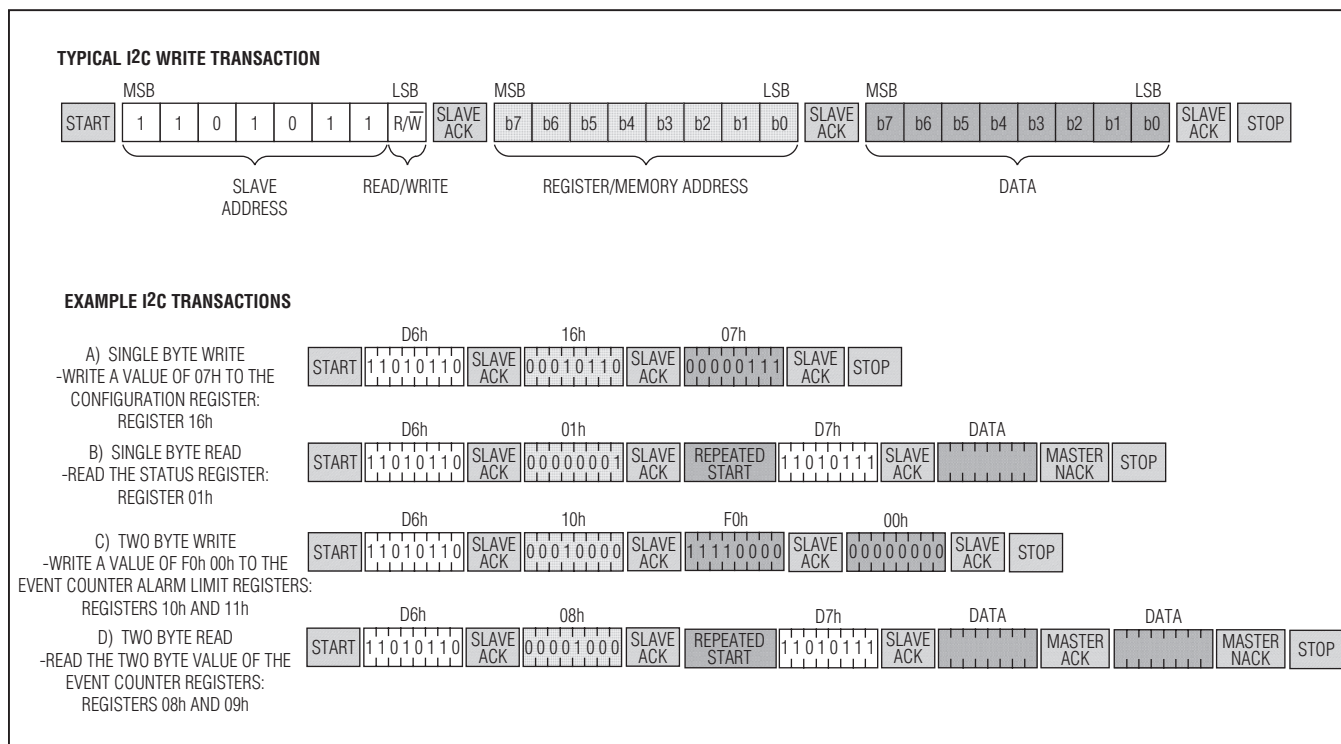 TYPICAL I2C WRITE TRANSACTION
MSB LSB MSB LSB MSB LSB
START 1 1 0 1 0 1 1 R/W̅ SLAVE ACK b7 b6 b5 b4 b3 b2 b1 b0 SLAVE ACK b7 b6 b5 b4 b3 b2 b1 b0 SLAVE ACK STOP
SLAVE ADDRESS READ/WRITE REGISTER/MEMORY ADDRESS DATA
EXAMPLE I2C TRANSACTIONS
D6h 16h 07h
A) SINGLE BYTE WRITE
-WRITE A VALUE OF 07H TO THE
CONFIGURATION REGISTER:
REGISTER 16h
START 11010110 SLAVE ACK 00010110 SLAVE ACK 00000111 SLAVE ACK STOP
D6h 01h D7h DATA
B) SINGLE BYTE READ
-READ THE STATUS REGISTER:
REGISTER 01h
START 11010110 SLAVE ACK 00000001 SLAVE ACK REPEATED START 11010111 SLAVE ACK MASTER NACK STOP
D6h 10h F0h 00h
C) TWO BYTE WRITE
-WRITE A VALUE OF F0h 00h TO THE
EVENT COUNTER ALARM LIMIT REGISTERS:
REGISTERS 10h AND 11h
START 11010110 SLAVE ACK 00010000 SLAVE ACK 11110000 SLAVE ACK 00000000 SLAVE ACK STOP
D6h 08h D7h DATA DATA
D) TWO BYTE READ
-READ THE TWO BYTE VALUE OF THE
EVENT COUNTER REGISTERS:
REGISTERS 08h AND 09h
START 11010110 SLAVE ACK 00001000 SLAVE ACK REPEATED START 11010111 SLAVE ACK MASTER ACK MASTER NACK STOP